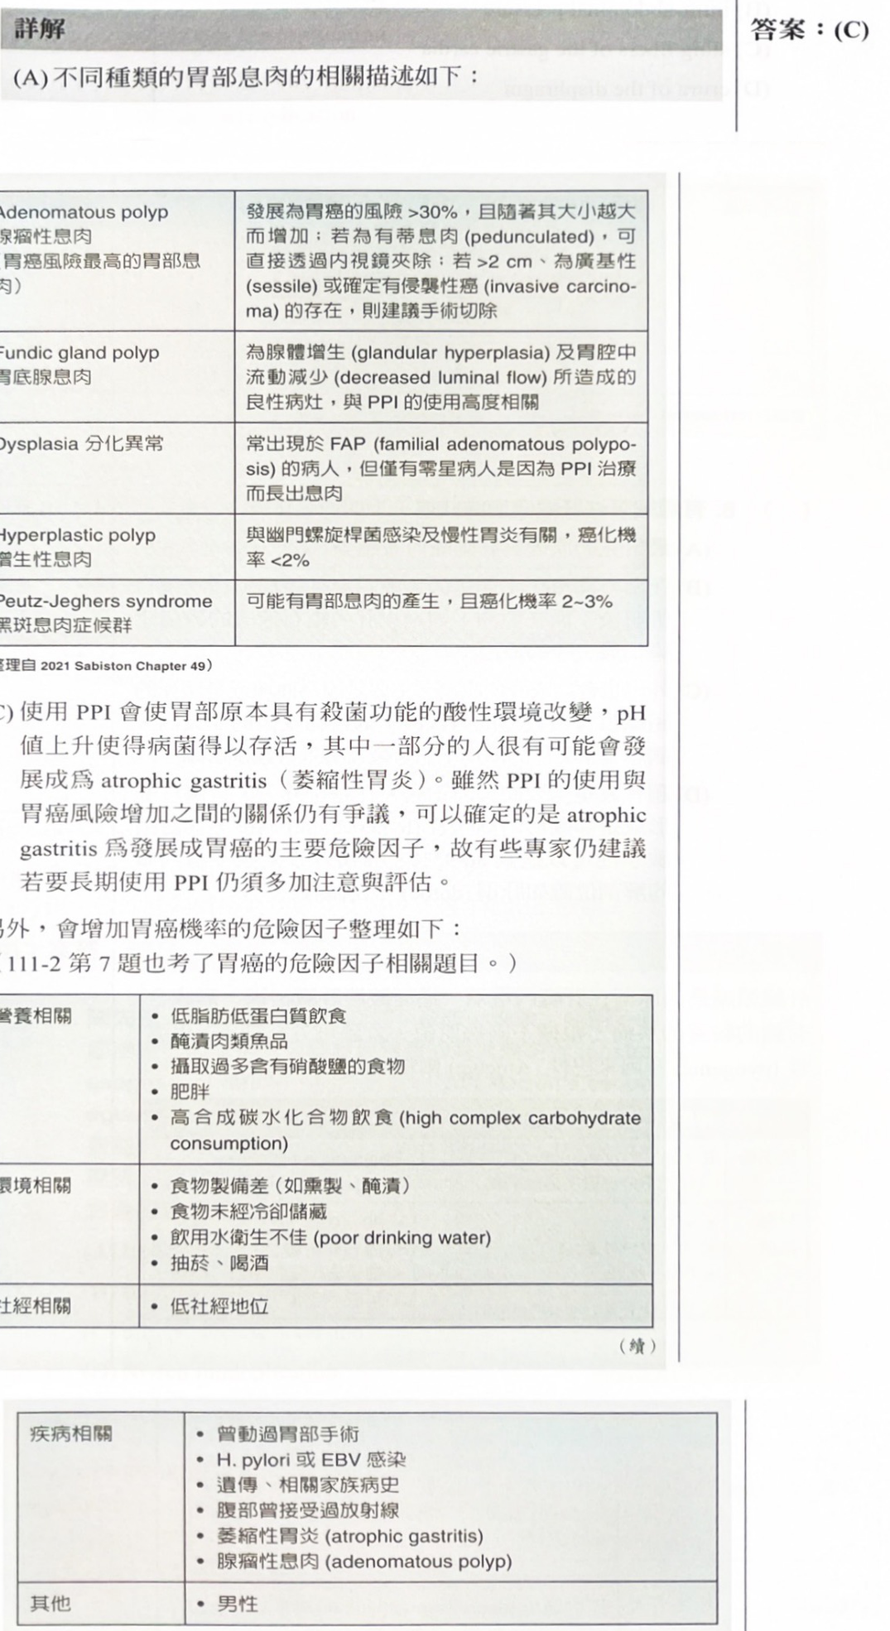 詳解
答案：(C)
(A)不同種類的胃部息肉的相關描述如下：
Adenomatous polyp
腺瘤性息肉
胃癌風險最高的胃部息
肉）
發展為胃癌的風險 >30%，且隨著其大小越大
而增加；若為有蒂息肉 (pedunculated)，可
直接透過內視鏡夾除；若 >2 cm、為廣基性
(sessile) 或確定有侵襲性癌 (invasive carcino-
ma) 的存在，則建議手術切除
Fundic gland polyp
胃底腺息肉
為腺體增生 (glandular hyperplasia) 及胃腔中
流動減少 (decreased luminal flow) 所造成的
良性病灶，與 PPI 的使用高度相關
Dysplasia 分化異常
常出現於 FAP (familial adenomatous polypo-
sis) 的病人，但僅有零星病人是因為 PPI 治療
而長出息肉
Hyperplastic polyp
增生性息肉
與幽門螺旋桿菌感染及慢性胃炎有關，癌化機
率 <2%
Peutz-Jeghers syndrome
黑斑息肉症候群
可能有胃部息肉的產生，且癌化機率 2~3%
整理自 2021 Sabiston Chapter 49）
C) 使用 PPI 會使胃部原本具有殺菌功能的酸性環境改變，pH
值上升使得病菌得以存活，其中一部分的人很有可能會發
展成為 atrophic gastritis（萎縮性胃炎）。雖然 PPI 的使用與
胃癌風險增加之間的關係仍有爭議，可以確定的是 atrophic
gastritis 為發展成胃癌的主要危險因子，故有些專家仍建議
若要長期使用 PPI 仍須多加注意與評估。
另外，會增加胃癌機率的危險因子整理如下：
（111-2 第 7 題也考了胃癌的危險因子相關題目。）
營養相關
• 低脂肪低蛋白質飲食
• 醃漬肉類魚品
• 攝取過多含有硝酸鹽的食物
• 肥胖
• 高合成碳水化合物飲食 (high complex carbohydrate
consumption)
環境相關
• 食物製備差（如熏製、醃漬）
• 食物未經冷卻儲藏
• 飲用水衛生不佳 (poor drinking water)
• 抽菸、喝酒
社經相關
• 低社經地位
（續）
疾病相關
• 曾動過胃部手術
• H. pylori 或 EBV 感染
• 遺傳、相關家族病史
• 腹部曾接受過放射線
• 萎縮性胃炎 (atrophic gastritis)
• 腺瘤性息肉 (adenomatous polyp)
其他
• 男性